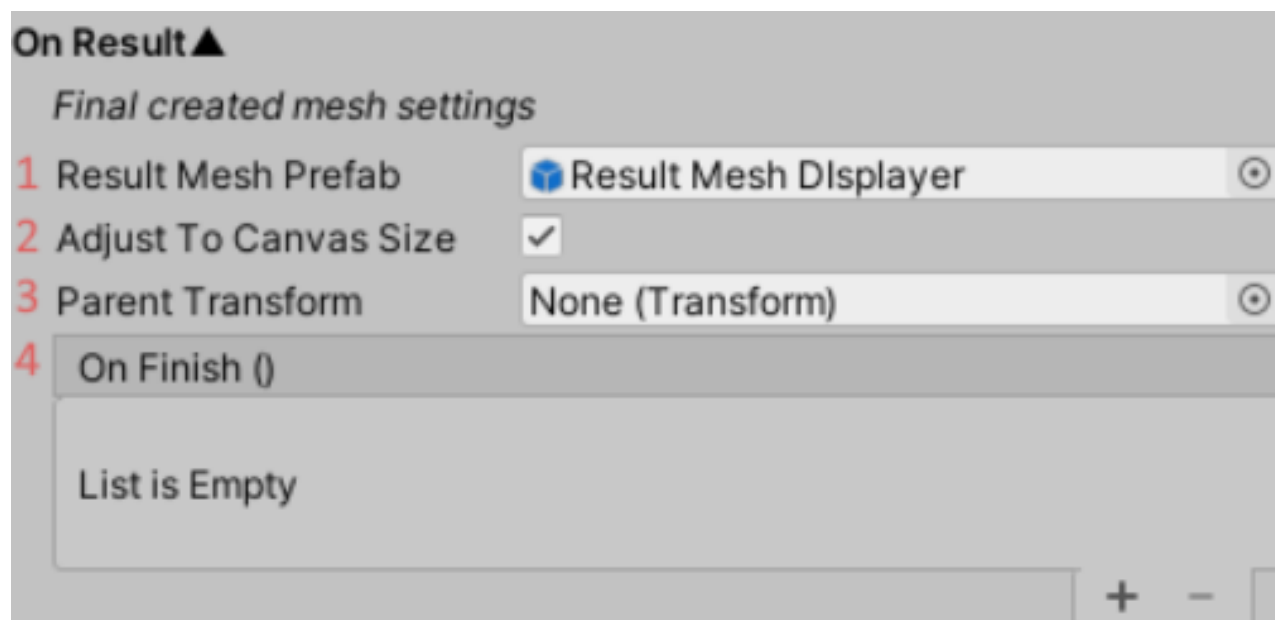 On Result▲
Final created mesh settings
1 Result Mesh Prefab Result Mesh DIsplayer
2 Adjust To Canvas Size
3 Parent Transform None (Transform)
4 On Finish ()
List is Empty
+ −